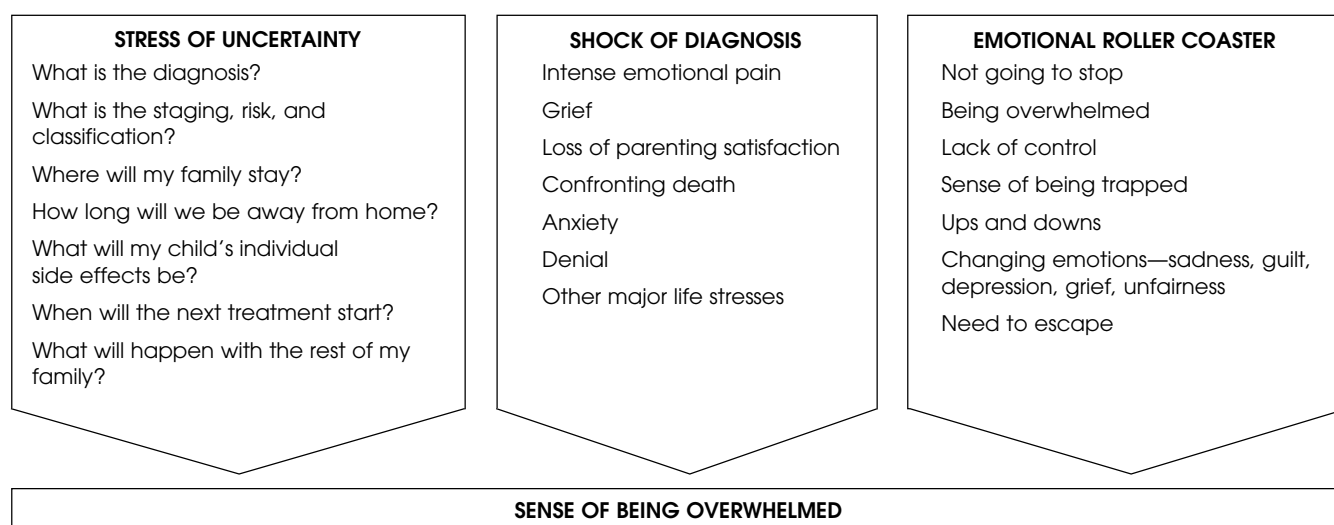 STRESS OF UNCERTAINTY
What is the diagnosis?
What is the staging, risk, and
classification?
Where will my family stay?
How long will we be away from home?
What will my child’s individual
side effects be?
When will the next treatment start?
What will happen with the rest of my
family?
SHOCK OF DIAGNOSIS
Intense emotional pain
Grief
Loss of parenting satisfaction
Confronting death
Anxiety
Denial
Other major life stresses
EMOTIONAL ROLLER COASTER
Not going to stop
Being overwhelmed
Lack of control
Sense of being trapped
Ups and downs
Changing emotions—sadness, guilt,
depression, grief, unfairness
Need to escape
SENSE OF BEING OVERWHELMED